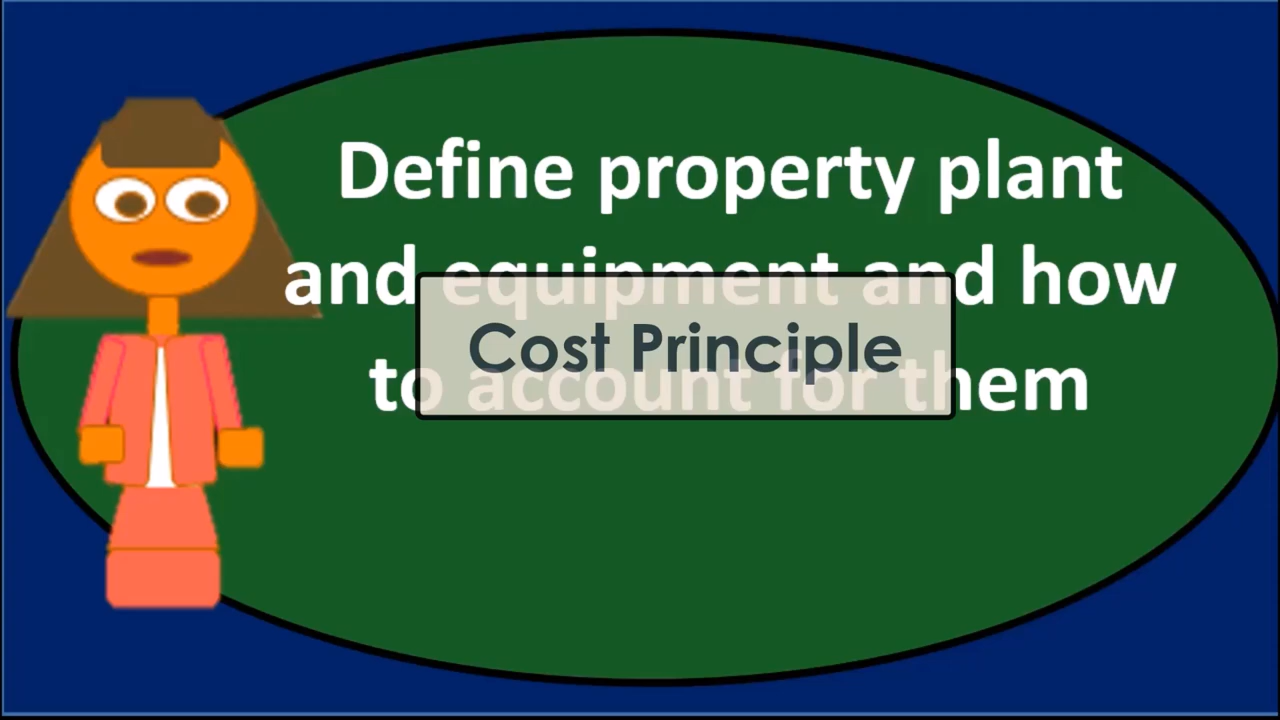 Define property plant
and equipment and how
Cost Principle
to account for them